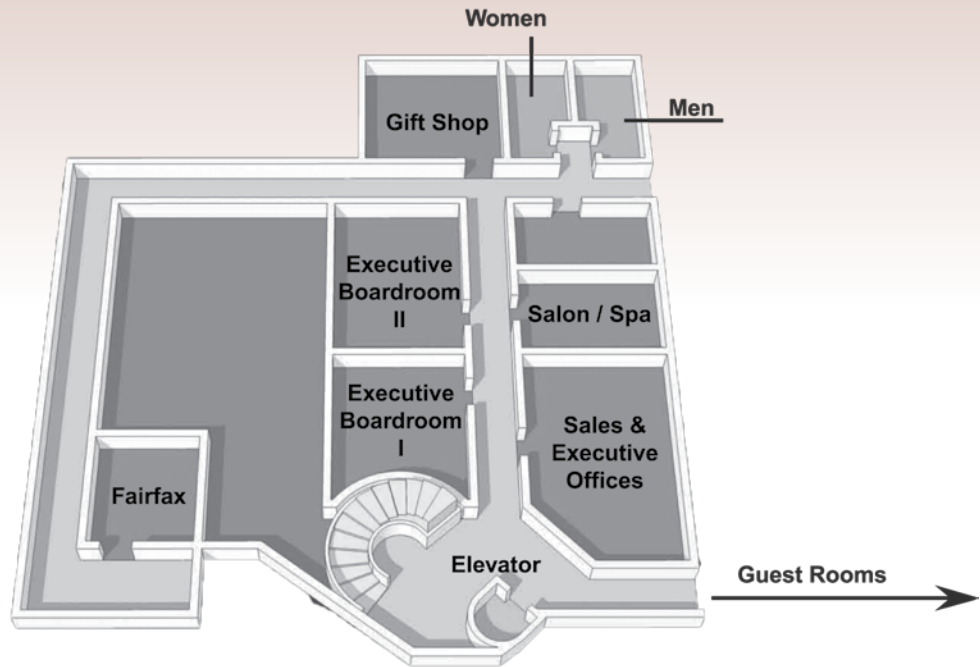 Women
Men
Gift Shop
Executive
Boardroom
II
Salon / Spa
Executive
Boardroom
I
Sales &
Executive
Offices
Fairfax
Elevator
Guest Rooms